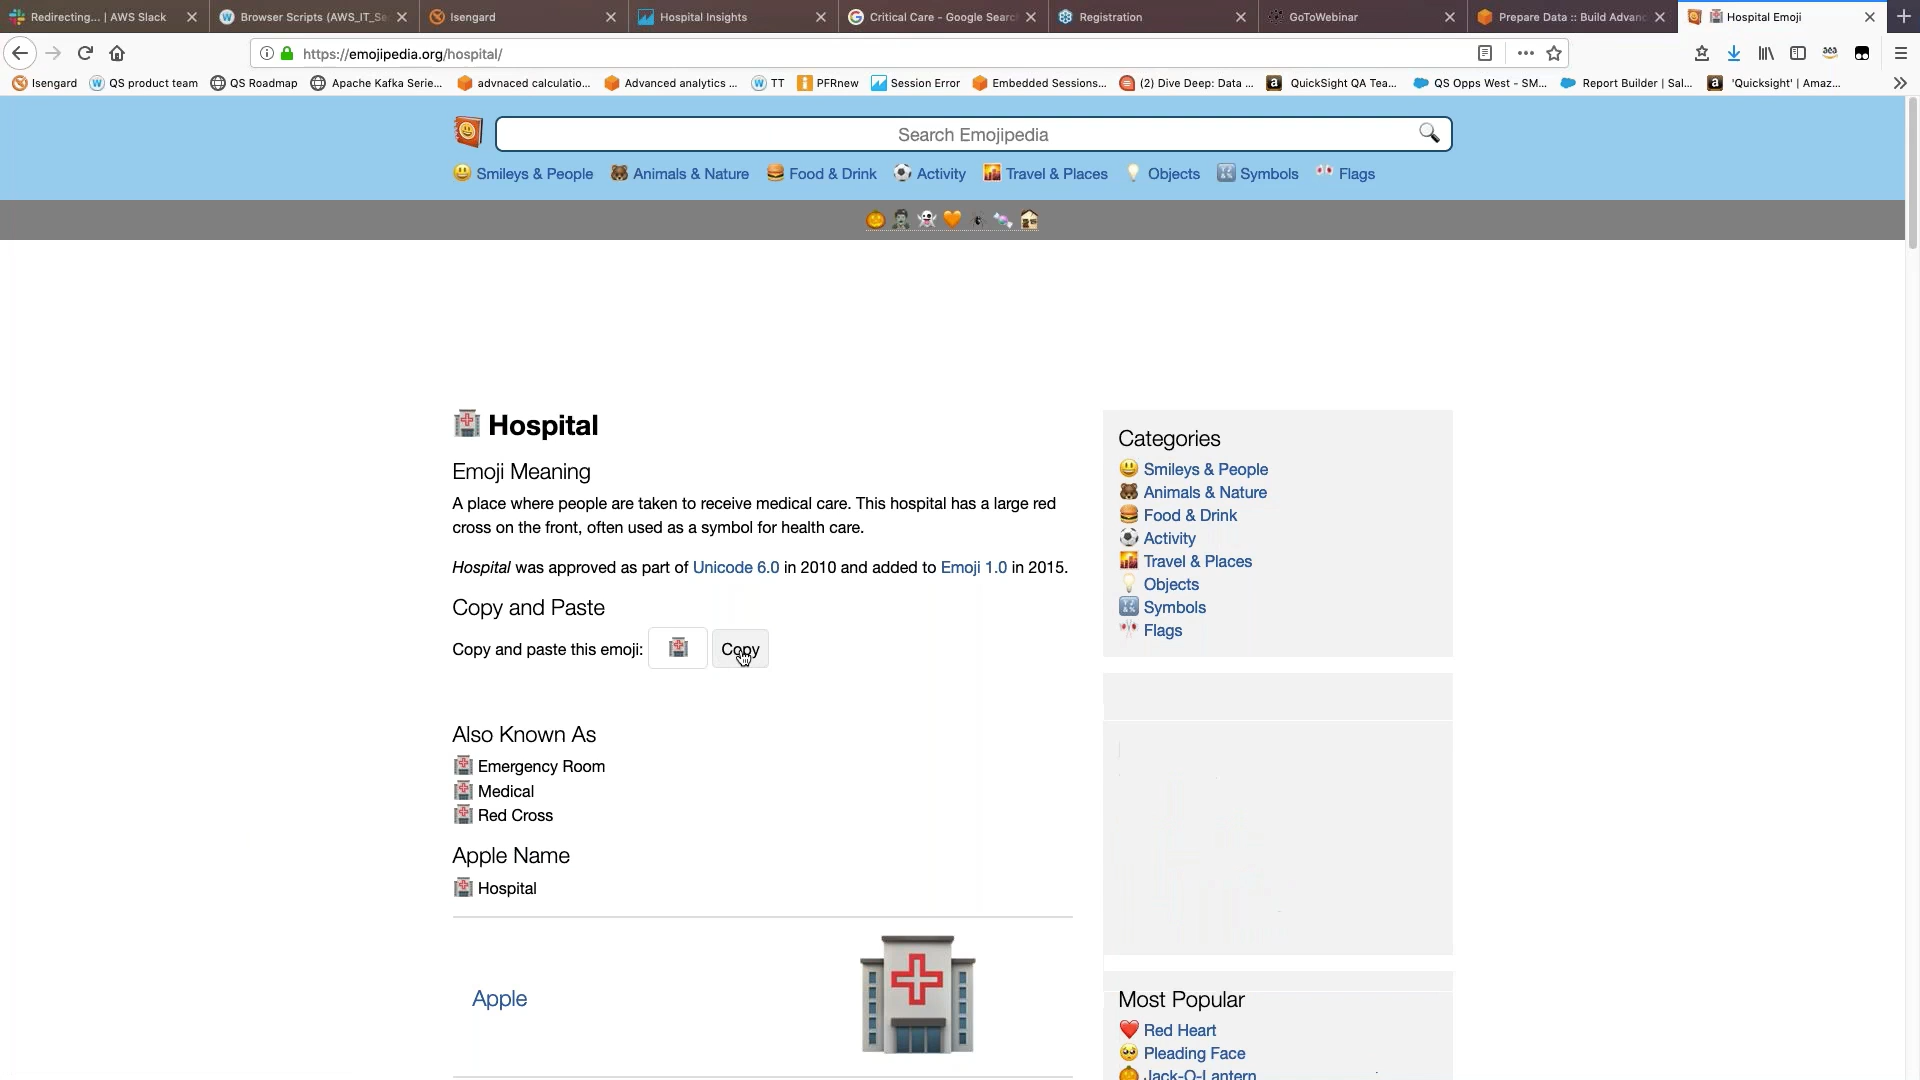 Redirecting... | AWS Slack
Browser Scripts (AWS_IT_Se
Isengard
Hospital Insights
Critical Care - Google Searc
Registration
GoToWebinar
Prepare Data :: Build Advanc
Hospital Emoji
https://emojipedia.org/hospital/
Isengard
QS product team
QS Roadmap
Apache Kafka Serie...
advnaced calculatio...
Advanced analytics ...
TT
PFRnew
Session Error
Embedded Sessions...
(2) Dive Deep: Data ...
QuickSight QA Tea...
QS Opps West - SM...
Report Builder | Sal...
'Quicksight' | Amaz...
Search Emojipedia
Smileys & People
Animals & Nature
Food & Drink
Activity
Travel & Places
Objects
Symbols
Flags
Hospital
Emoji Meaning
A place where people are taken to receive medical care. This hospital has a large red
cross on the front, often used as a symbol for health care.
Hospital was approved as part of Unicode 6.0 in 2010 and added to Emoji 1.0 in 2015.
Copy and Paste
Copy and paste this emoji: 🏥 Copy
Also Known As
🏥 Emergency Room
🏥 Medical
🏥 Red Cross
Apple Name
🏥 Hospital
Apple
Categories
Smileys & People
Animals & Nature
Food & Drink
Activity
Travel & Places
Objects
Symbols
Flags
Most Popular
Red Heart
Pleading Face
Jack-O-Lantern